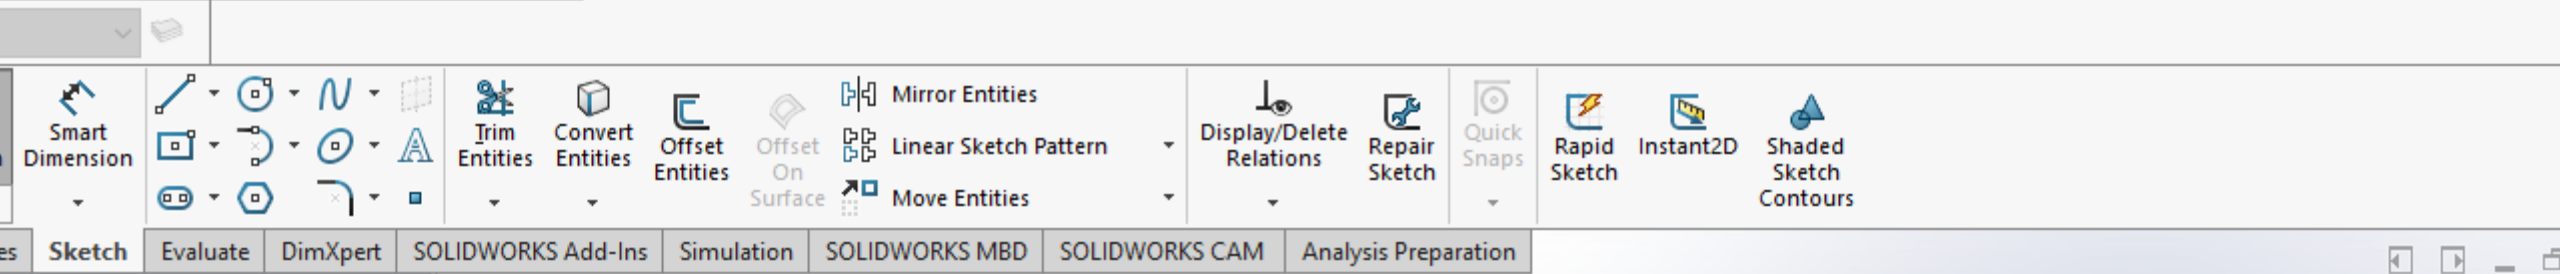 Smart
Dimension
Trim
Entities
Convert
Entities
Offset
Entities
Offset
On
Surface
Mirror Entities
Linear Sketch Pattern
Move Entities
Display/Delete
Relations
Repair
Sketch
Quick
Snaps
Rapid
Sketch
Instant2D
Shaded
Sketch
Contours
es
Sketch
Evaluate
DimXpert
SOLIDWORKS Add-Ins
Simulation
SOLIDWORKS MBD
SOLIDWORKS CAM
Analysis Preparation